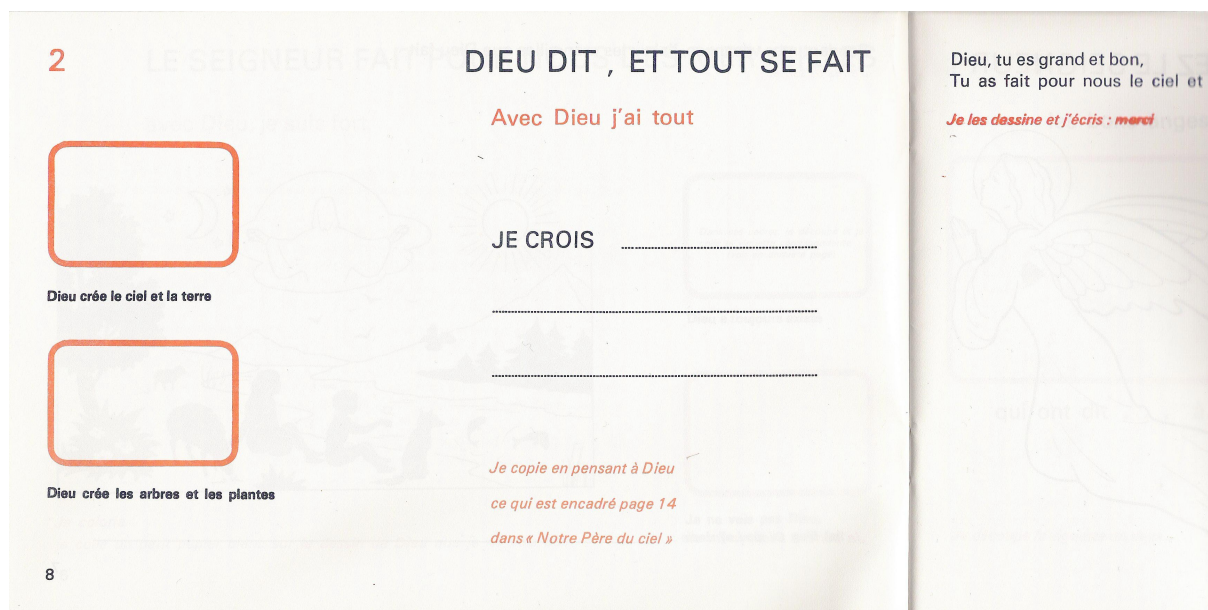 2
DIEU DIT , ET TOUT SE FAIT
Avec Dieu j'ai tout
Dieu crée le ciel et la terre
Dieu crée les arbres et les plantes
JE CROIS
Je copie en pensant à Dieu
ce qui est encadré page 14
dans « Notre Père du ciel »
8
Dieu, tu es grand et bon,
Tu as fait pour nous le ciel et
Je les dessine et j'écris : merci